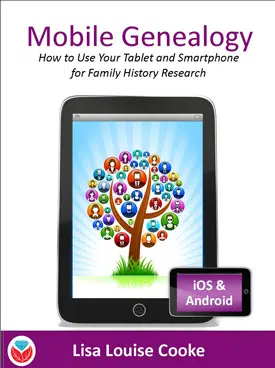 Mobile Genealogy
How to Use Your Tablet and Smartphone
for Family History Research
iOS &
Android
Lisa Louise Cooke